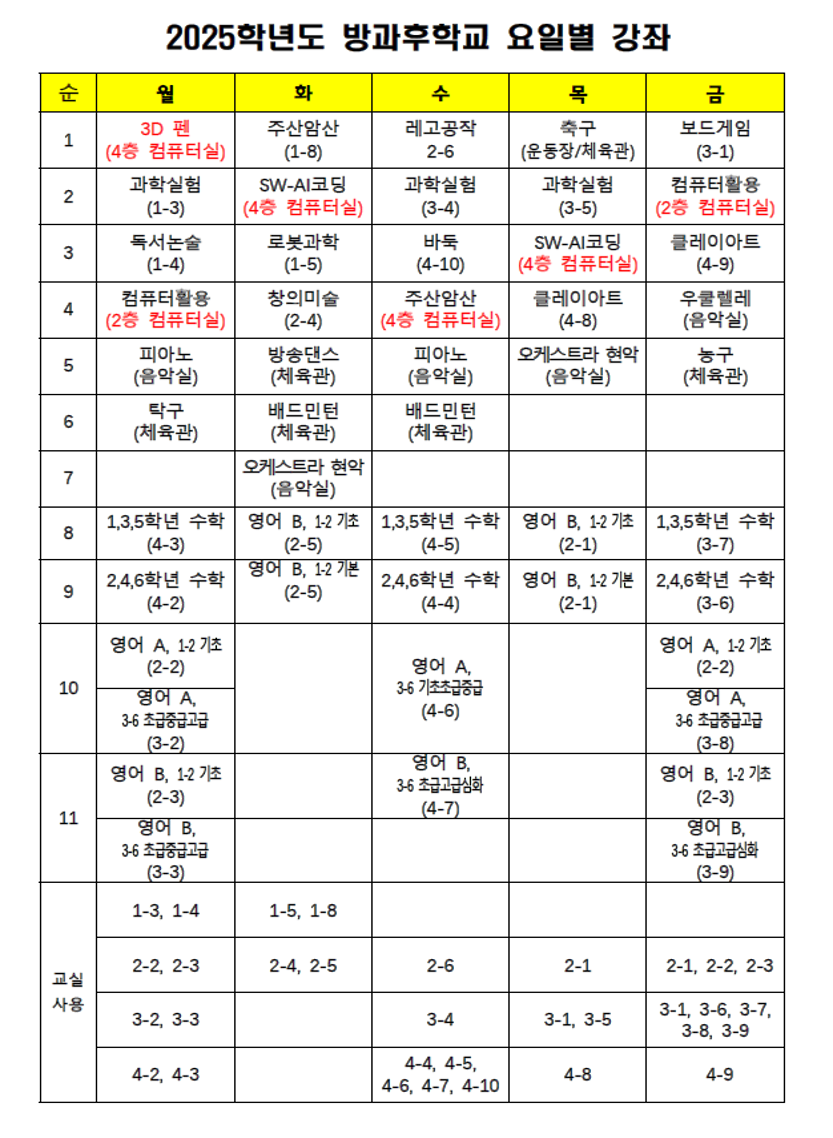 2025학년도 방과후학교 요일별 강좌
순 월 화 수 목 금
1 3D 펜 주산암산 레고공작 축구 보드게임
(4층 컴퓨터실) (1-8) 2-6 (운동장/체육관) (3-1)
2 과학실험 SW-AI코딩 과학실험 과학실험 컴퓨터활용
(1-3) (4층 컴퓨터실) (3-4) (3-5) (2층 컴퓨터실)
3 독서논술 로봇과학 바둑 SW-AI코딩 클레이아트
(1-4) (1-5) (4-10) (4층 컴퓨터실) (4-9)
4 컴퓨터활용 창의미술 주산암산 클레이아트 우쿨렐레
(2층 컴퓨터실) (2-4) (4층 컴퓨터실) (4-8) (음악실)
5 피아노 방송댄스 피아노 오케스트라 현악 농구
(음악실) (체육관) (음악실) (음악실) (체육관)
6 탁구 배드민턴 배드민턴
(체육관) (체육관) (체육관)
7 오케스트라 현악
(음악실)
8 1,3,5학년 수학 영어 B, 1-2 기초 1,3,5학년 수학 영어 B, 1-2 기초 1,3,5학년 수학
(4-3) (2-5) (4-5) (2-1) (3-7)
9 2,4,6학년 수학 영어 B, 1-2 기본 2,4,6학년 수학 영어 B, 1-2 기본 2,4,6학년 수학
(4-2) (2-5) (4-4) (2-1) (3-6)
10 영어 A, 1-2 기초 영어 A, 영어 A, 1-2 기초
(2-2) 3-6 기초초급중급 (2-2)
영어 A, (4-6) 영어 A,
3-6 초급중급고급 3-6 초급중급고급
(3-2) (3-8)
11 영어 B, 1-2 기초 영어 B, 영어 B, 1-2 기초
(2-3) 3-6 초급고급심화 (2-3)
영어 B, (4-7) 영어 B,
3-6 초급중급고급 3-6 초급고급심화
(3-3) (3-9)
교실
사용
1-3, 1-4 1-5, 1-8
2-2, 2-3 2-4, 2-5 2-6 2-1 2-1, 2-2, 2-3
3-2, 3-3 3-4 3-1, 3-5 3-1, 3-6, 3-7,
3-8, 3-9
4-2, 4-3 4-4, 4-5, 4-8 4-9
4-6, 4-7, 4-10